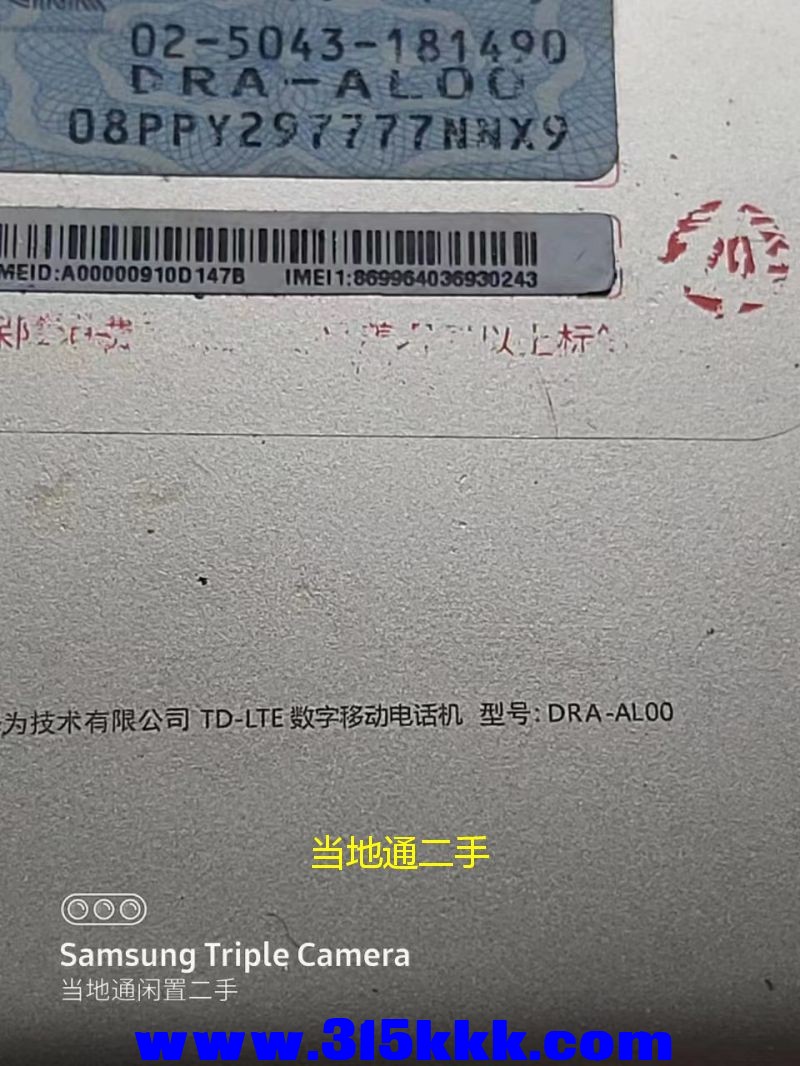 02-5043-181490
DRA-AL00
08PPY297777NNX9
MEID:A00000910D147B IMEI1:869964036930243
以上标
为技术有限公司 TD-LTE 数字移动电话机 型号: DRA-AL00
当地通二手
Samsung Triple Camera
当地通闲置二手
www.315kkk.com